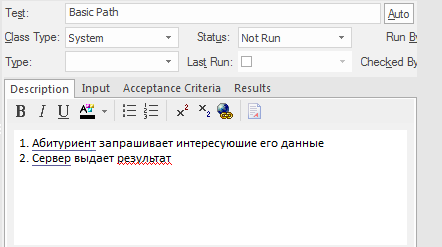 Test: Basic Path Auto
Class Type: System Status: Not Run Run By
Type: Last Run: Checked By
Description Input Acceptance Criteria Results
B I U A x² x₂
1. Абитуриент запрашивает интересуюшие его данные
2. Сервер выдает результат